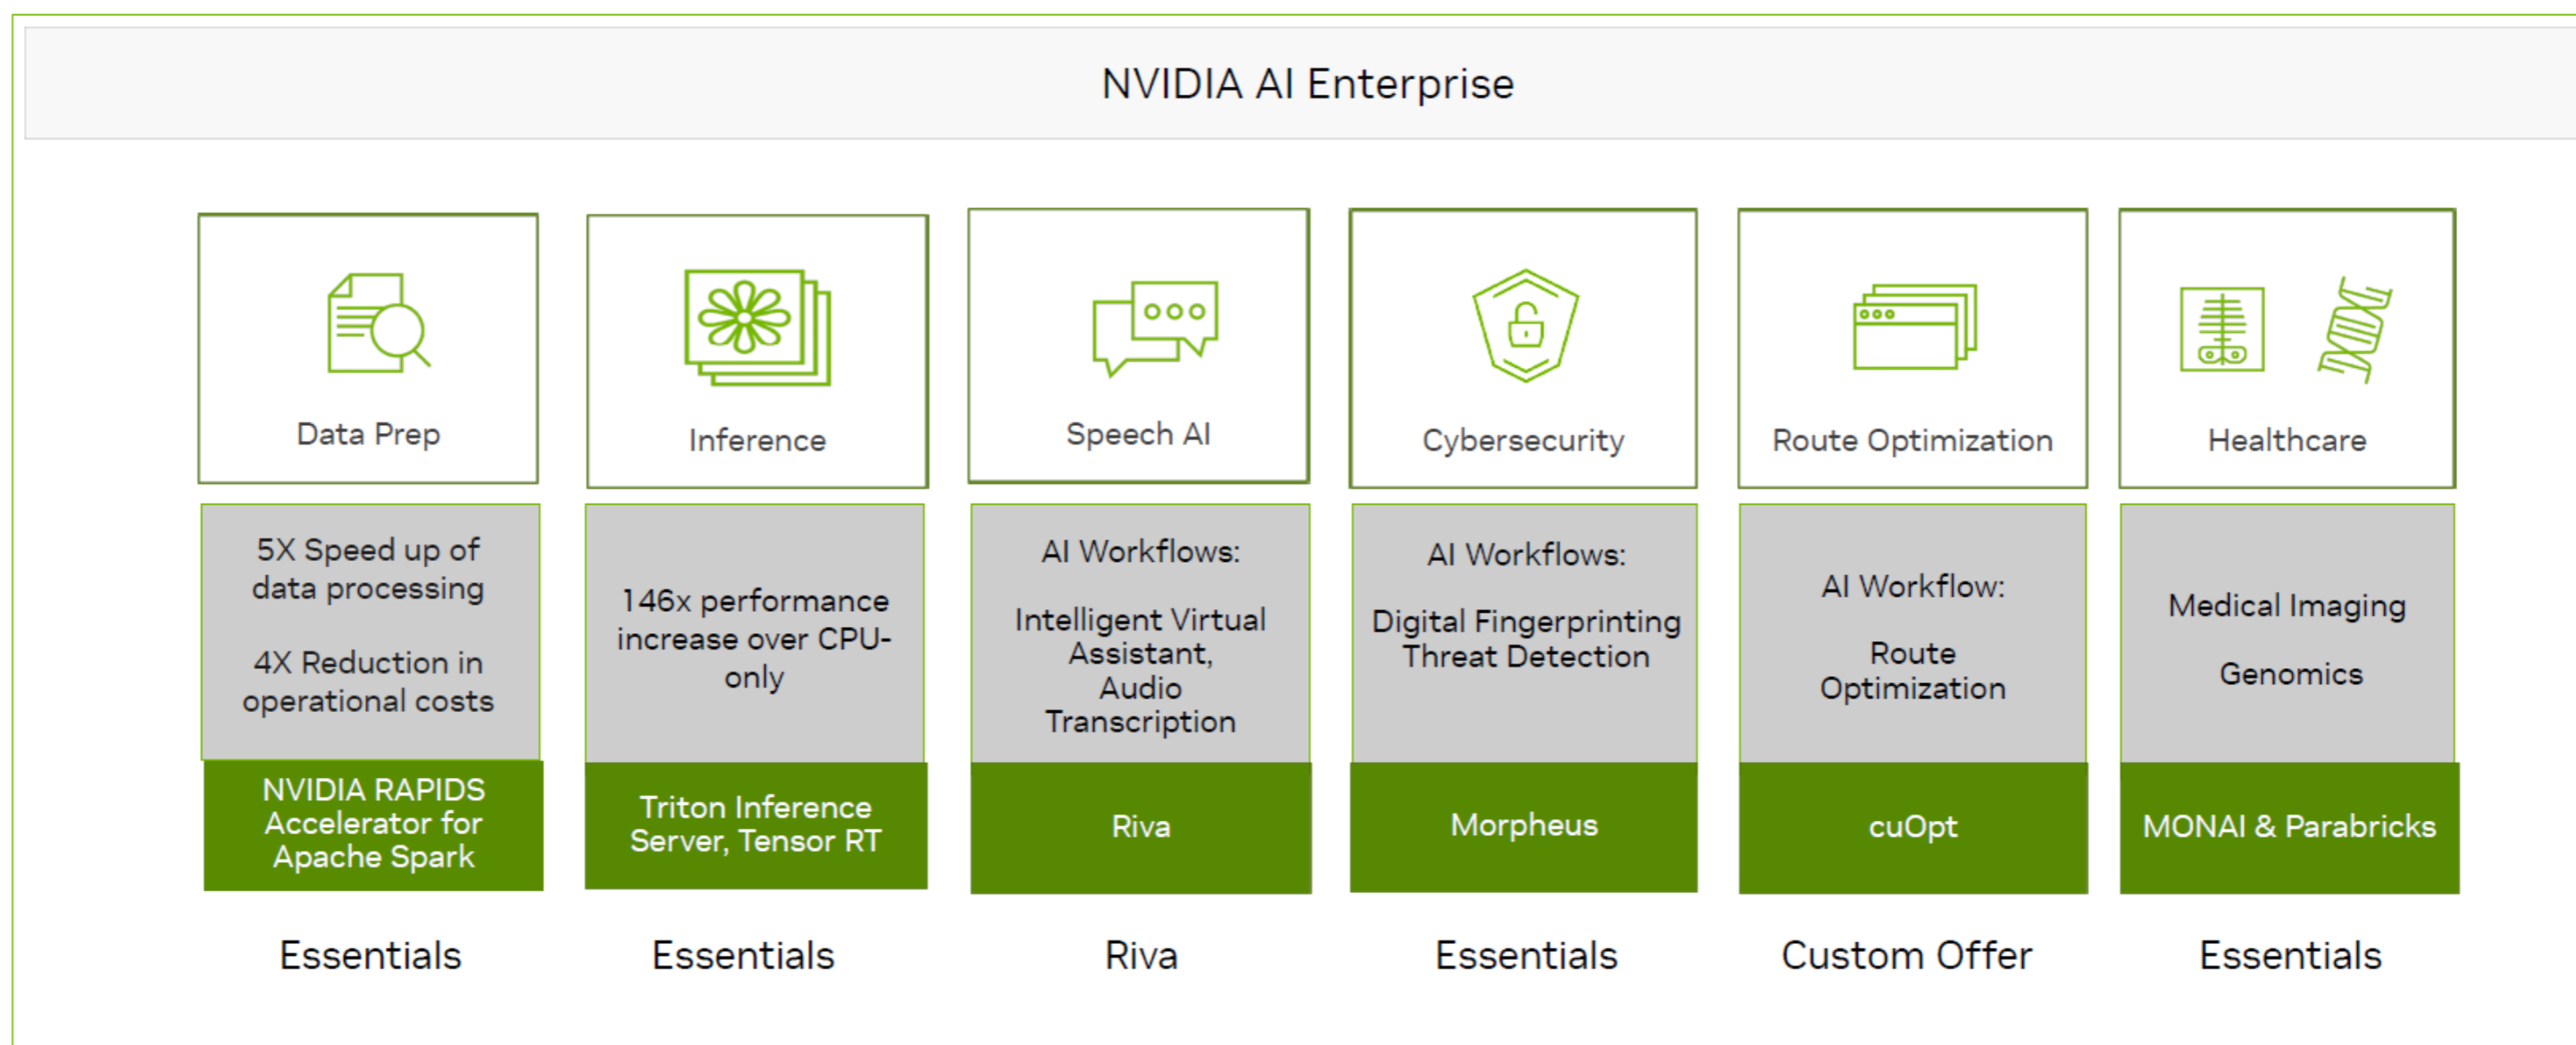 NVIDIA AI Enterprise
Data Prep
5X Speed up of
data processing
4X Reduction in
operational costs
NVIDIA RAPIDS
Accelerator for
Apache Spark
Essentials
Inference
146x performance
increase over CPU-
only
Triton Inference
Server, Tensor RT
Essentials
Speech AI
AI Workflows:
Intelligent Virtual
Assistant,
Audio
Transcription
Riva
Riva
Cybersecurity
AI Workflows:
Digital Fingerprinting
Threat Detection
Morpheus
Essentials
Route Optimization
AI Workflow:
Route
Optimization
cuOpt
Custom Offer
Healthcare
Medical Imaging
Genomics
MONAI & Parabricks
Essentials